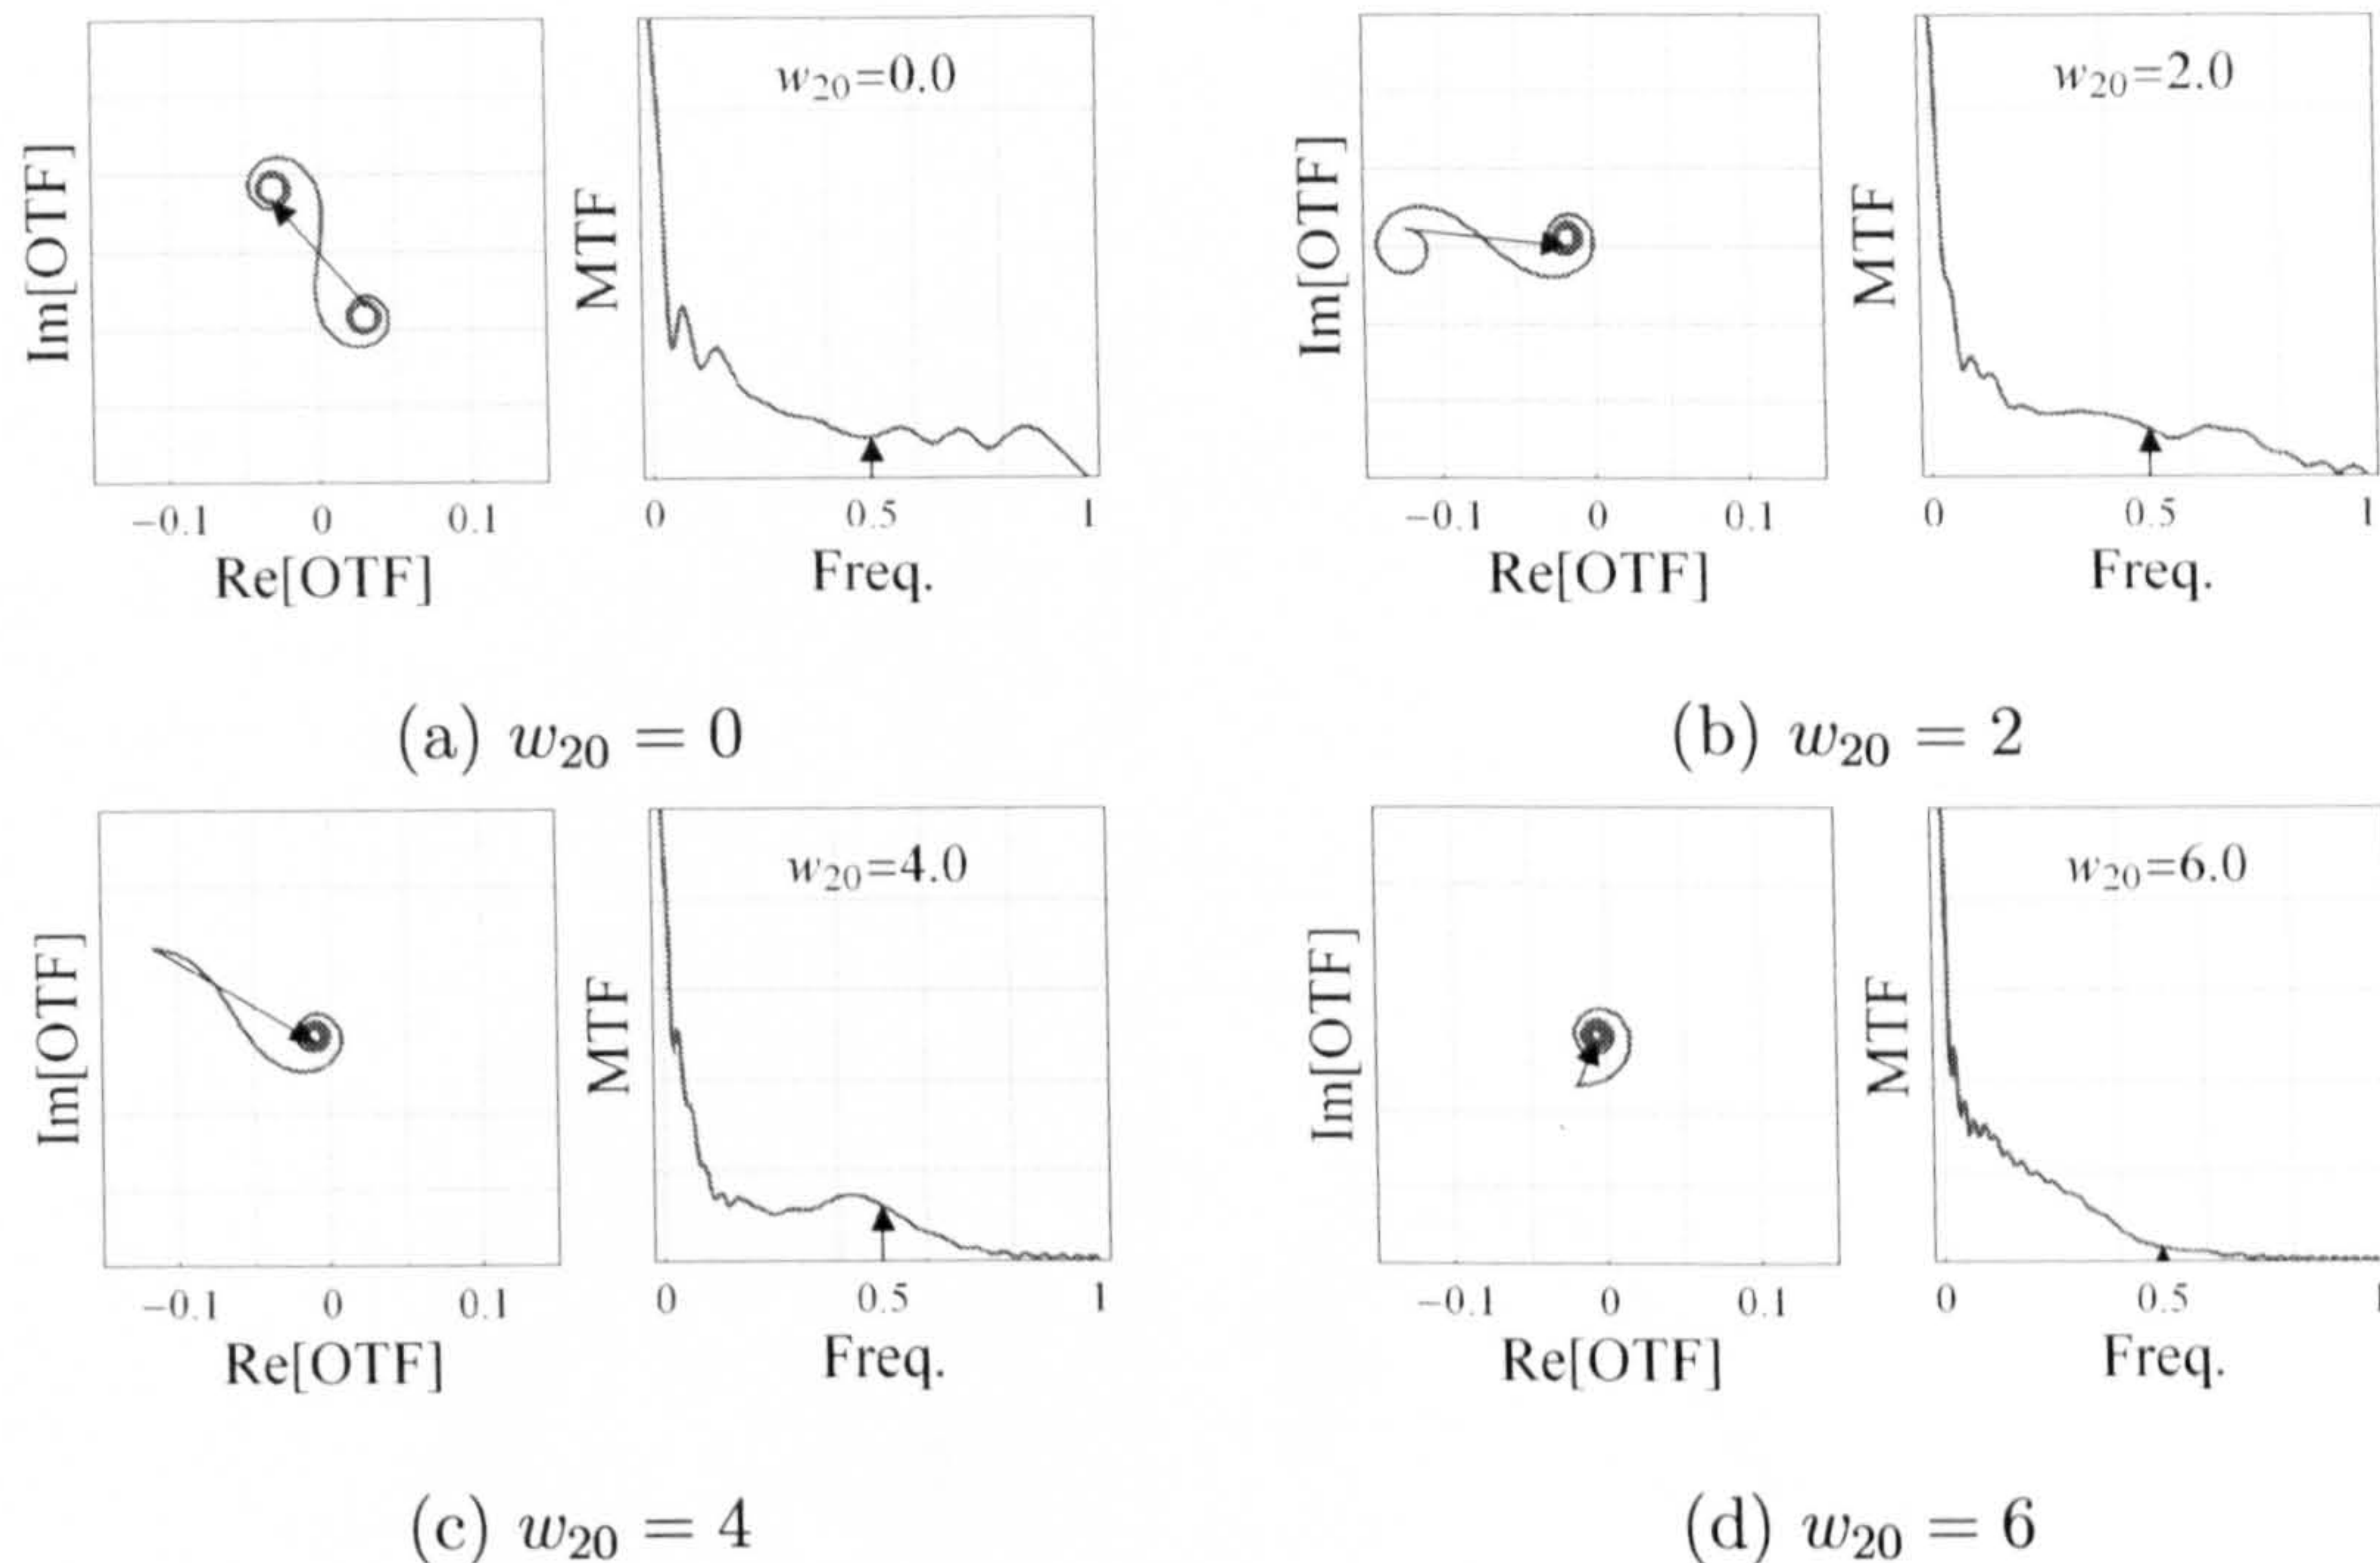 Im[OTF]
−0.1 0 0.1
Re[OTF]
MTF
w20=0.0
0 0.5 1
Freq.
(a) w20 = 0
Im[OTF]
−0.1 0 0.1
Re[OTF]
MTF
w20=2.0
0 0.5 1
Freq.
(b) w20 = 2
Im[OTF]
−0.1 0 0.1
Re[OTF]
MTF
w20=4.0
0 0.5 1
Freq.
(c) w20 = 4
Im[OTF]
−0.1 0 0.1
Re[OTF]
MTF
w20=6.0
0 0.5
Freq.
(d) w20 = 6